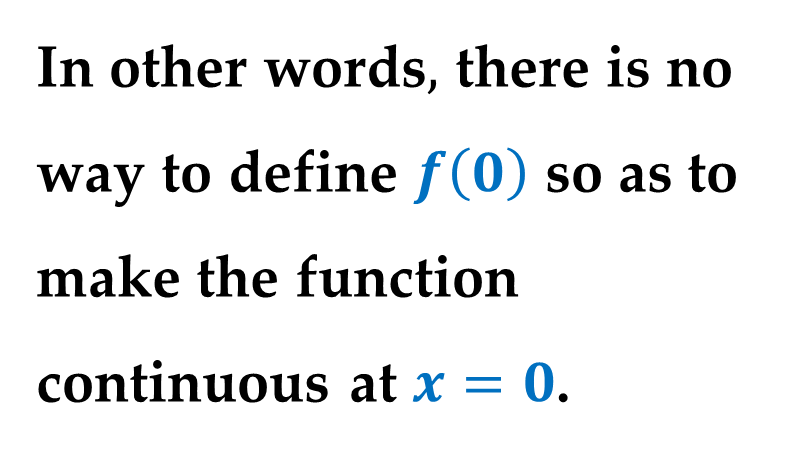 In other words, there is no
way to define f(0) so as to
make the function
continuous at x = 0.